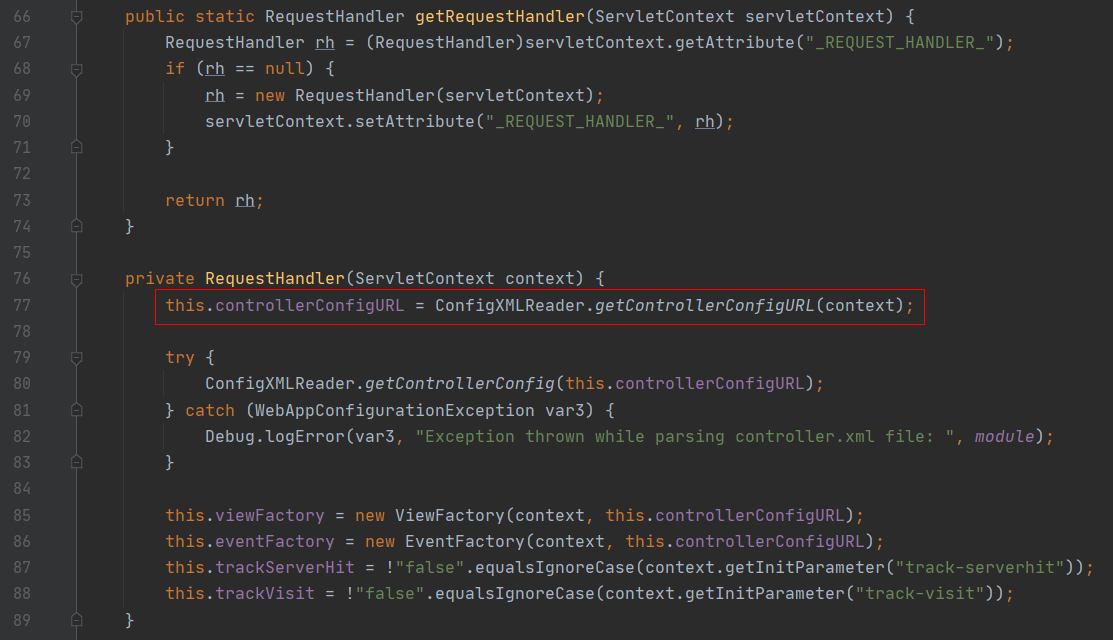 66 public static RequestHandler getRequestHandler(ServletContext servletContext) {
67 RequestHandler rh = (RequestHandler)servletContext.getAttribute("_REQUEST_HANDLER_");
68 if (rh == null) {
69 rh = new RequestHandler(servletContext);
70 servletContext.setAttribute("_REQUEST_HANDLER_", rh);
71 }
72
73 return rh;
74 }
75
76 private RequestHandler(ServletContext context) {
77 this.controllerConfigURL = ConfigXMLReader.getControllerConfigURL(context);
78
79 try {
80 ConfigXMLReader.getControllerConfig(this.controllerConfigURL);
81 } catch (WebAppConfigurationException var3) {
82 Debug.logError(var3, "Exception thrown while parsing controller.xml file: ", module);
83 }
84
85 this.viewFactory = new ViewFactory(context, this.controllerConfigURL);
86 this.eventFactory = new EventFactory(context, this.controllerConfigURL);
87 this.trackServerHit = !"false".equalsIgnoreCase(context.getInitParameter("track-serverhit"));
88 this.trackVisit = !"false".equalsIgnoreCase(context.getInitParameter("track-visit"));
89 }